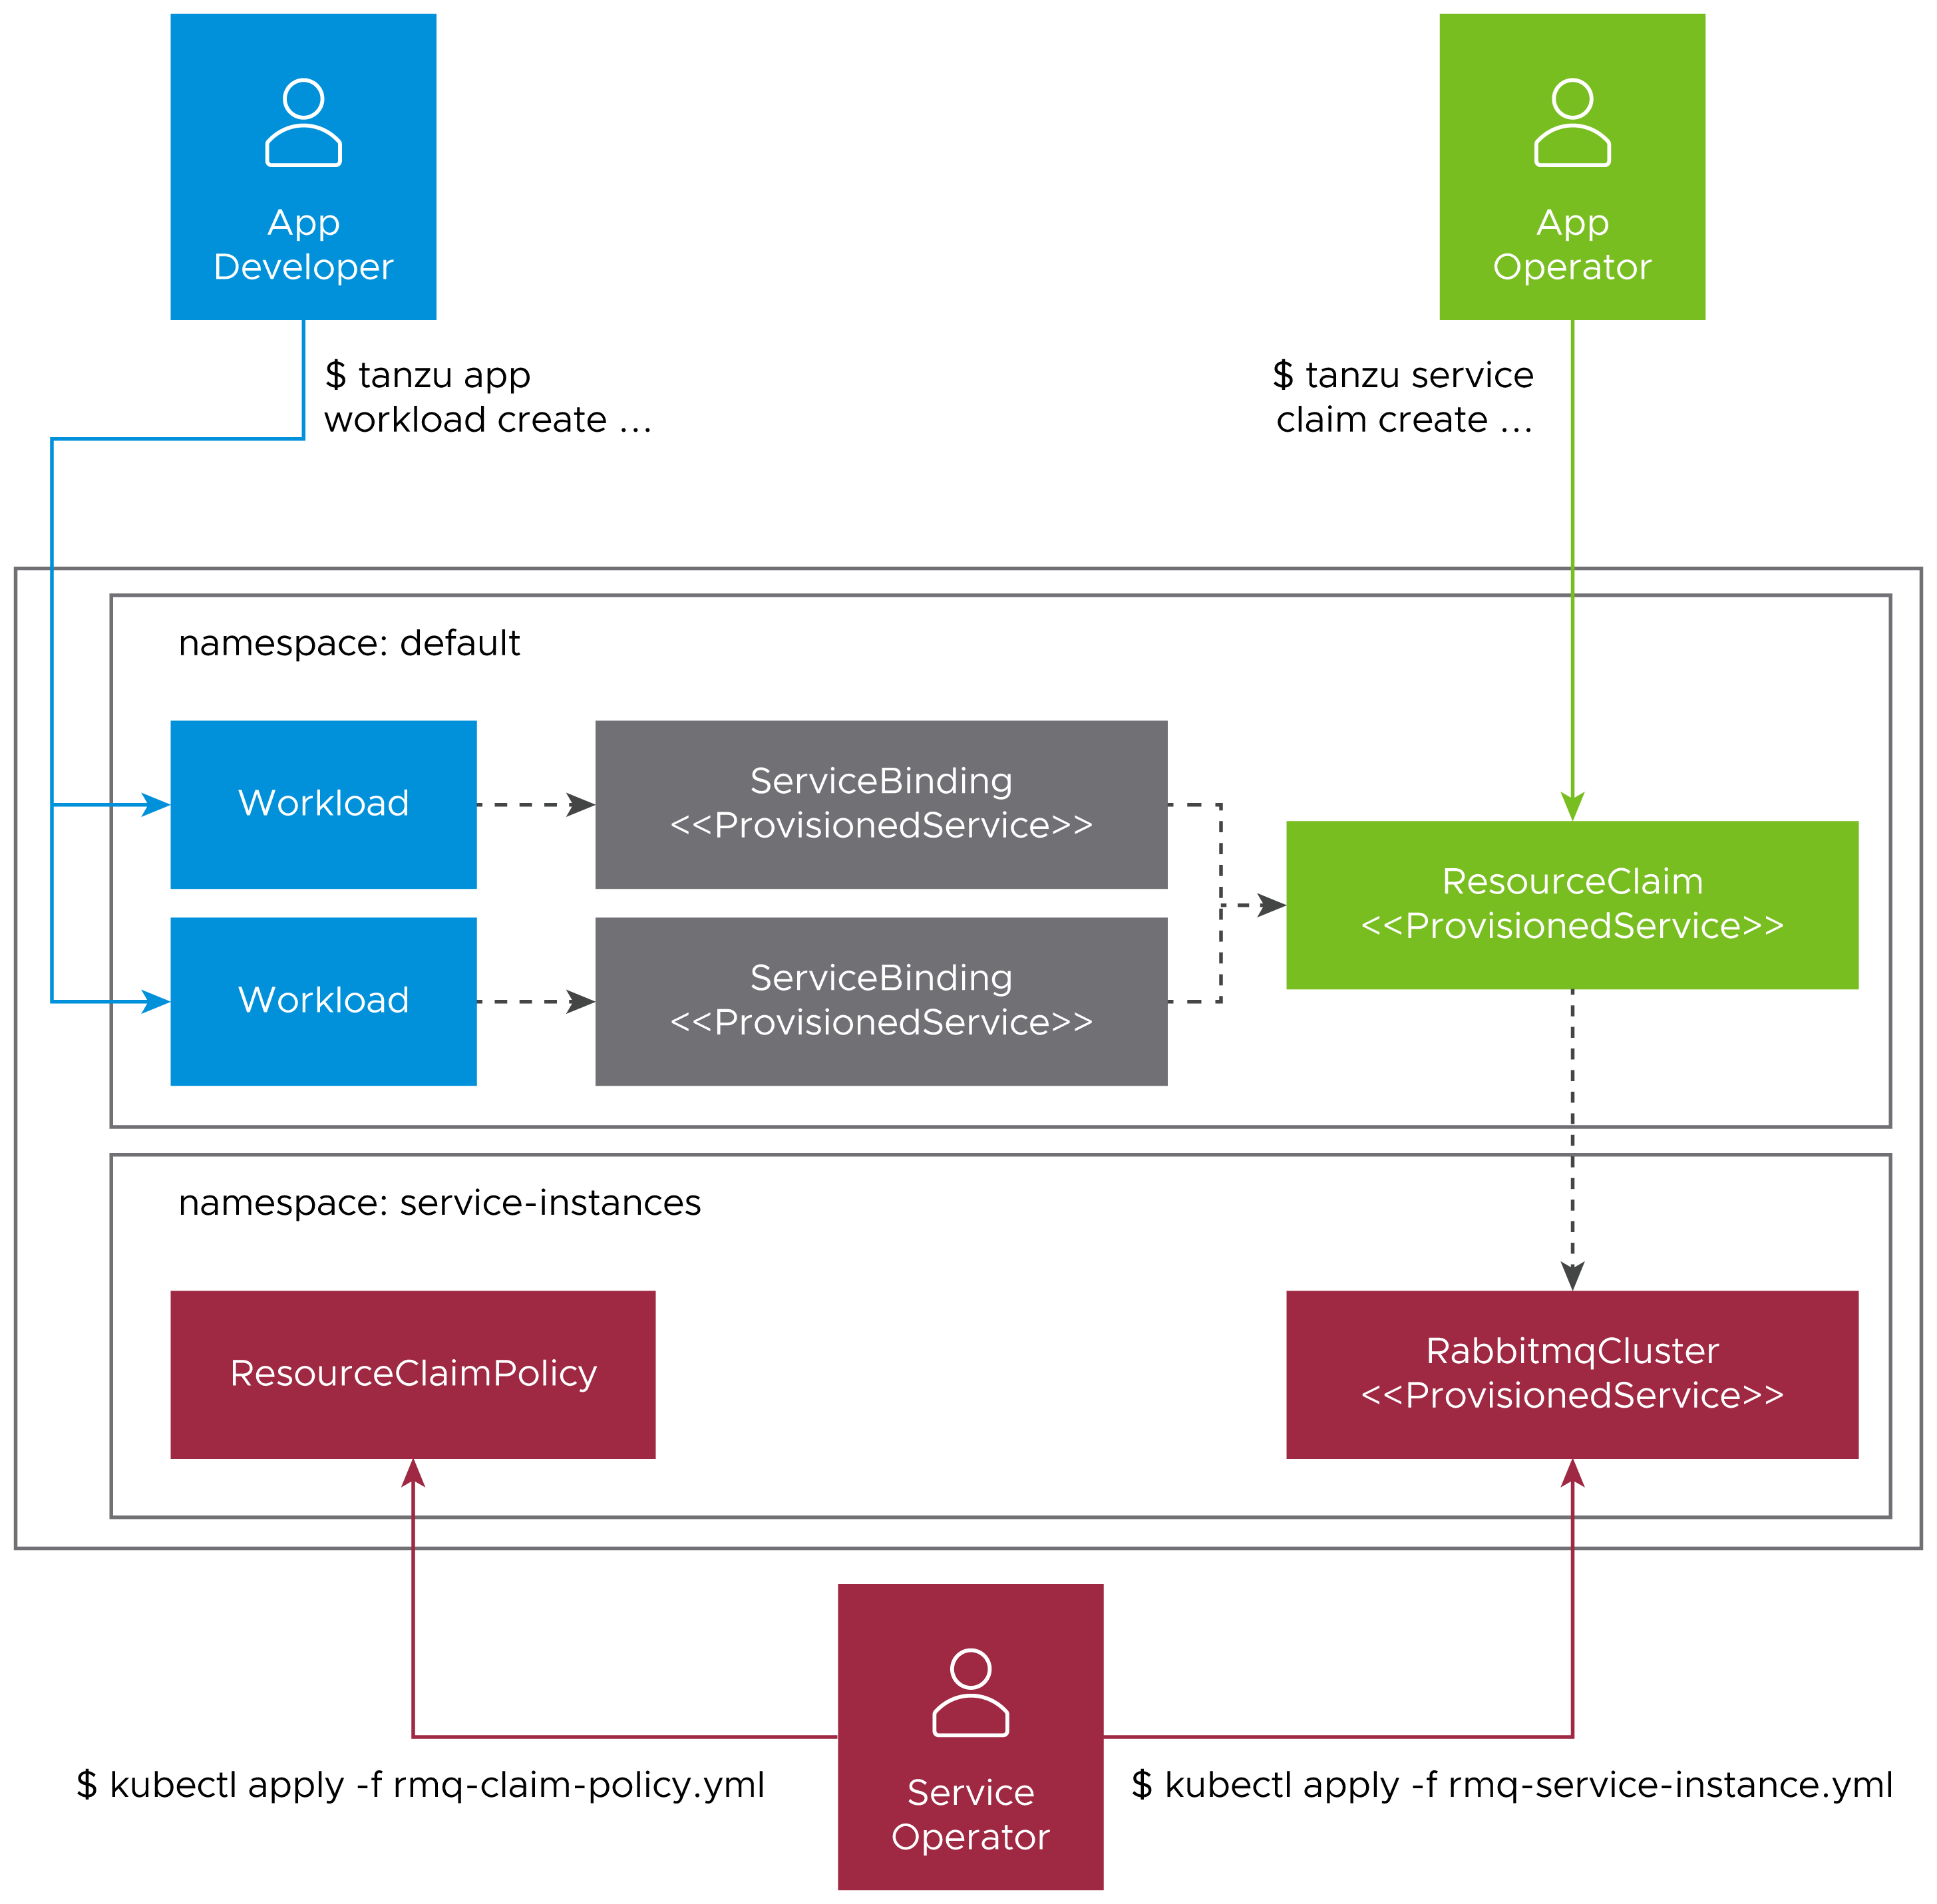 App
Developer
App
Operator
$ tanzu app
workload create ...
$ tanzu service
claim create ...
namespace: default
Workload
ServiceBinding
<<ProvisionedService>>
ResourceClaim
<<ProvisionedService>>
Workload
ServiceBinding
<<ProvisionedService>>
namespace: service-instances
ResourceClaimPolicy
RabbitmqCluster
<<ProvisionedService>>
$ kubectl apply -f rmq-claim-policy.yml
Service
Operator
$ kubectl apply -f rmq-service-instance.yml